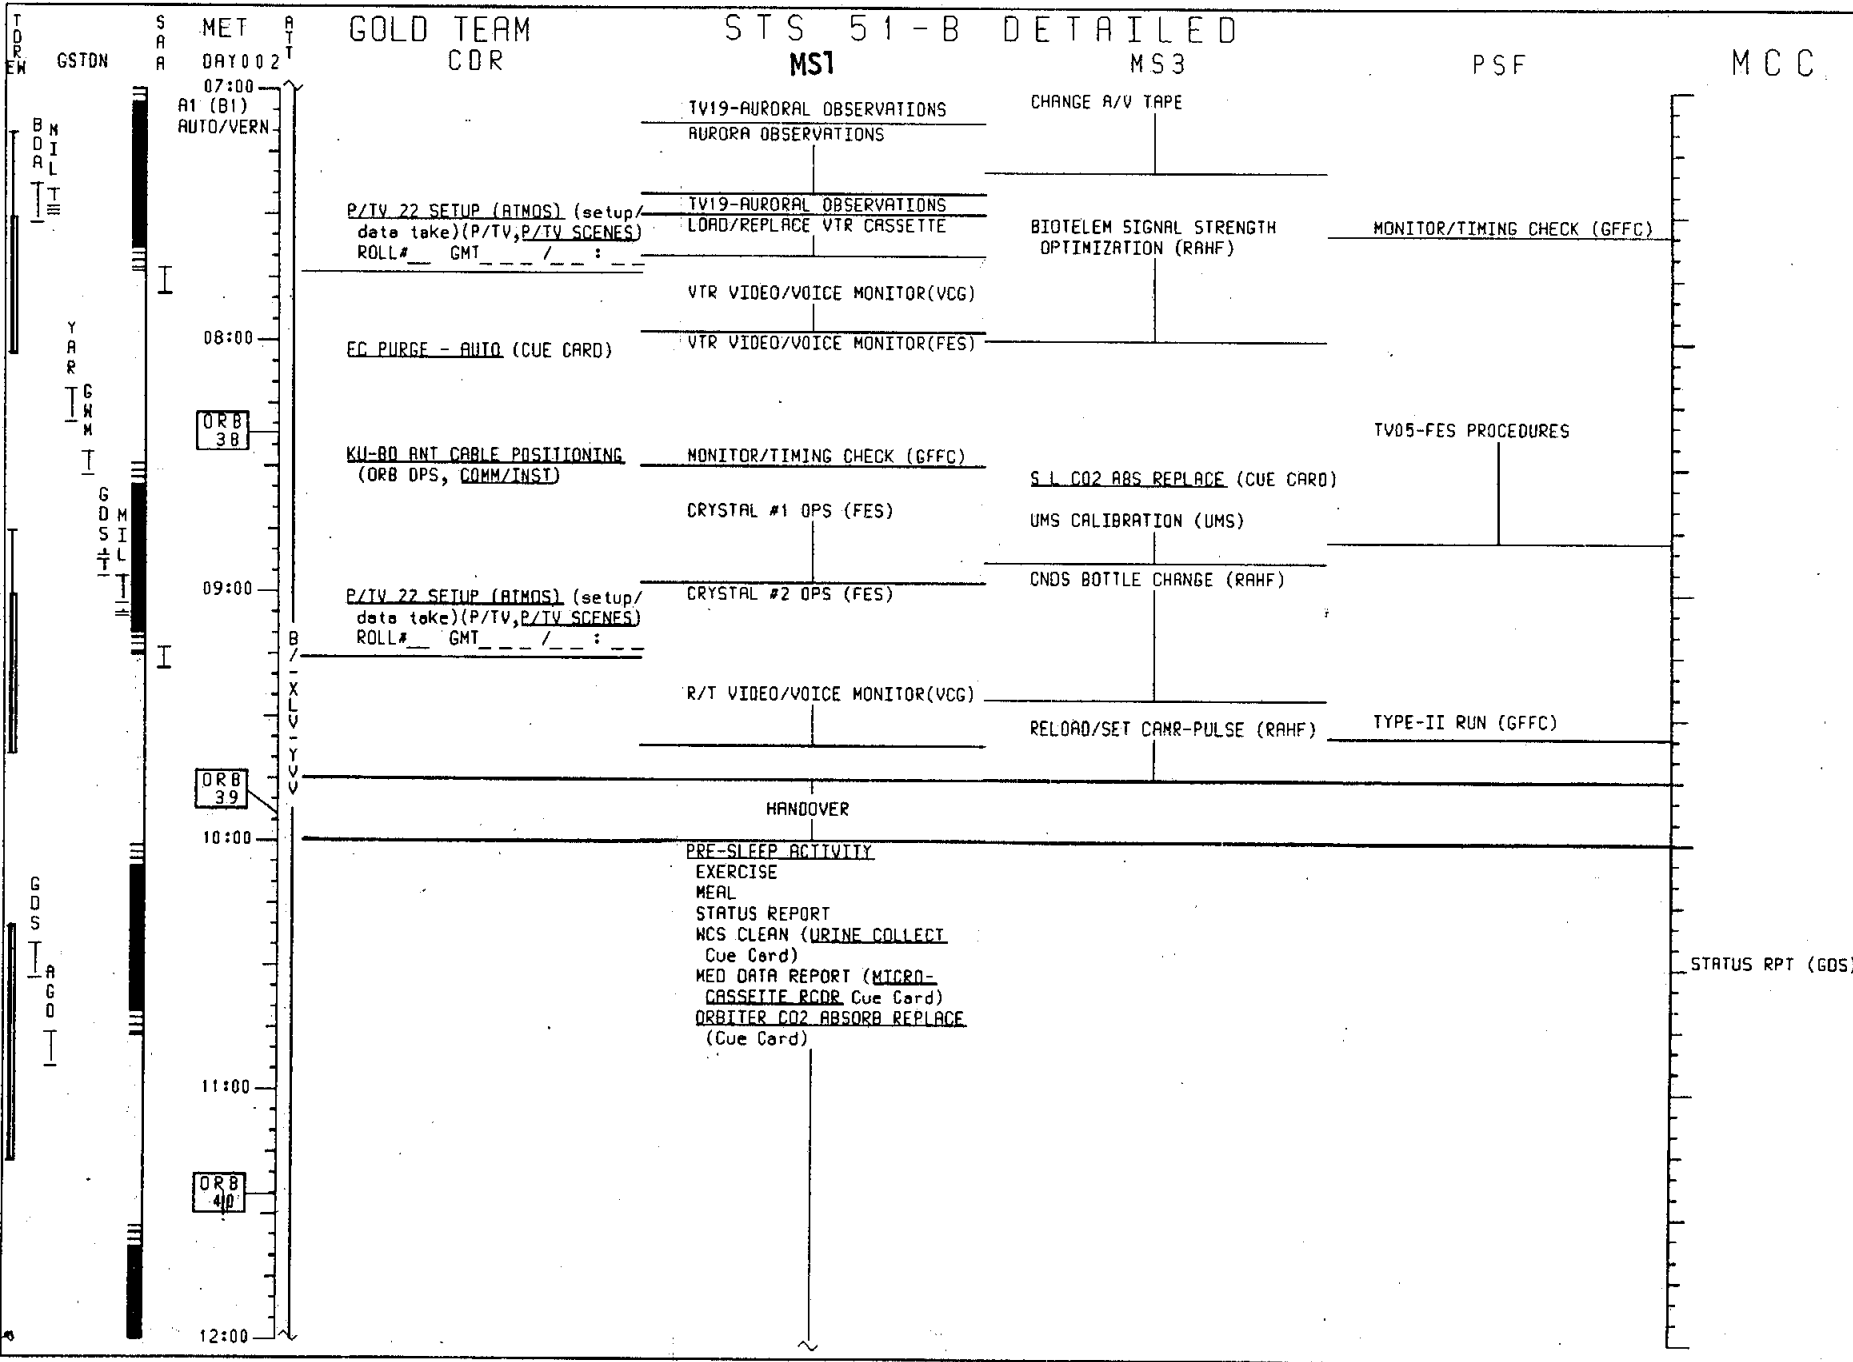 STS 51-B DETAILED
GOLD TEAM
TDR EW
GSTDN
SAA
MET
DAY002
ATT
CDR
MS1
MS3
PSF
MCC
07:00
A1 (B1)
AUTO/VERN
08:00
ORB
38
09:00
ORB
39
10:00
11:00
ORB
40
12:00
BDA
MIL
YAR
GWM
GDS
MIL
GDS
AGO
B/-XLV-YVV
P/TV 22 SETUP (ATMOS) (setup/
data take)(P/TV,P/TV SCENES)
ROLL#__ GMT_ _ _ /_ _ : _ _
EC PURGE - AUTO (CUE CARD)
KU-BD ANT CABLE POSITIONING
(ORB OPS, COMM/INST)
P/TV 22 SETUP (ATMOS) (setup/
data take)(P/TV,P/TV SCENES)
ROLL#__ GMT_ _ _ /_ _ : _ _
TV19-AURORAL OBSERVATIONS
AURORA OBSERVATIONS
TV19-AURORAL OBSERVATIONS
LOAD/REPLACE VTR CASSETTE
VTR VIDEO/VOICE MONITOR(VCG)
VTR VIDEO/VOICE MONITOR(FES)
MONITOR/TIMING CHECK (GFFC)
CRYSTAL #1 OPS (FES)
CRYSTAL #2 OPS (FES)
R/T VIDEO/VOICE MONITOR(VCG)
HANDOVER
PRE-SLEEP ACTIVITY
EXERCISE
MEAL
STATUS REPORT
WCS CLEAN (URINE COLLECT
Cue Card)
MED DATA REPORT (MICRO-
CASSETTE RCDR Cue Card)
ORBITER CO2 ABSORB REPLACE
(Cue Card)
CHANGE A/V TAPE
BIOTELEM SIGNAL STRENGTH
OPTIMIZATION (RAHF)
S L CO2 ABS REPLACE (CUE CARD)
UMS CALIBRATION (UMS)
CNDS BOTTLE CHANGE (RAHF)
RELOAD/SET CAMR-PULSE (RAHF)
MONITOR/TIMING CHECK (GFFC)
TV05-FES PROCEDURES
TYPE-II RUN (GFFC)
STATUS RPT (GDS)